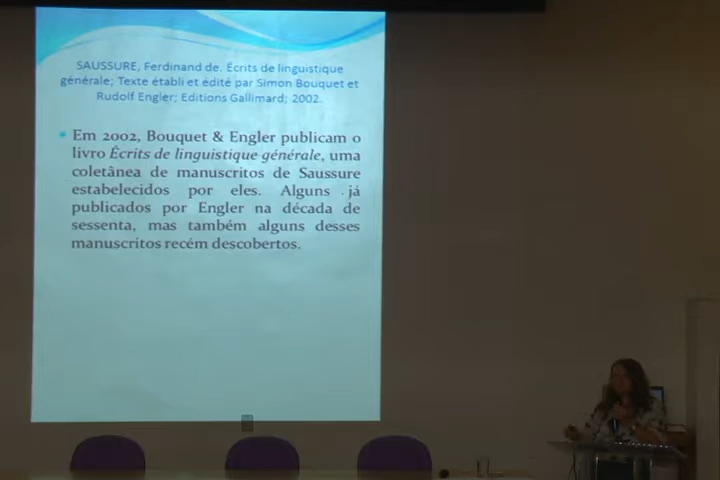 SAUSSURE, Ferdinand de. Écrits de linguistique
générale; Texte établi et édité par Simon Bouquet et
Rudolf Engler; Editions Gallimard; 2002.
Em 2002, Bouquet & Engler publicam o
livro Écrits de linguistique générale, uma
coletânea de manuscritos de Saussure
estabelecidos por eles. Alguns já
publicados por Engler na década de
sessenta, mas também alguns desses
manuscritos recém descobertos.